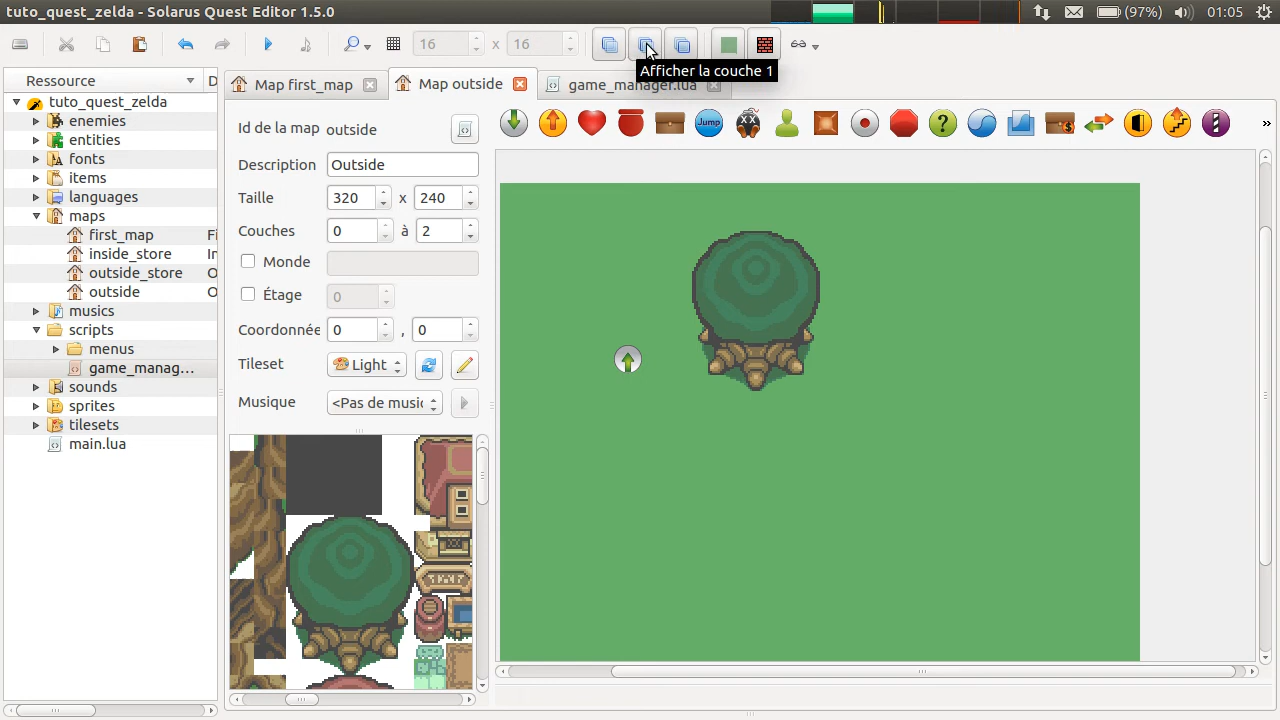 tuto_quest_zelda - Solarus Quest Editor 1.5.0
(97%)
01:05
16 x 16
Afficher la couche 1
Ressource
D
Map first_map
Map outside
game_manager.lua
tuto_quest_zelda
enemies
entities
fonts
items
languages
maps
first_map
Fi
inside_store
In
outside_store
O
outside
O
musics
scripts
menus
game_manag...
sounds
sprites
tilesets
main.lua
Id de la map outside
Description Outside
Taille 320 x 240
Couches 0 à 2
Monde
Étage 0
Coordonnée 0 , 0
Tileset Light
Musique <Pas de music
Jump
»